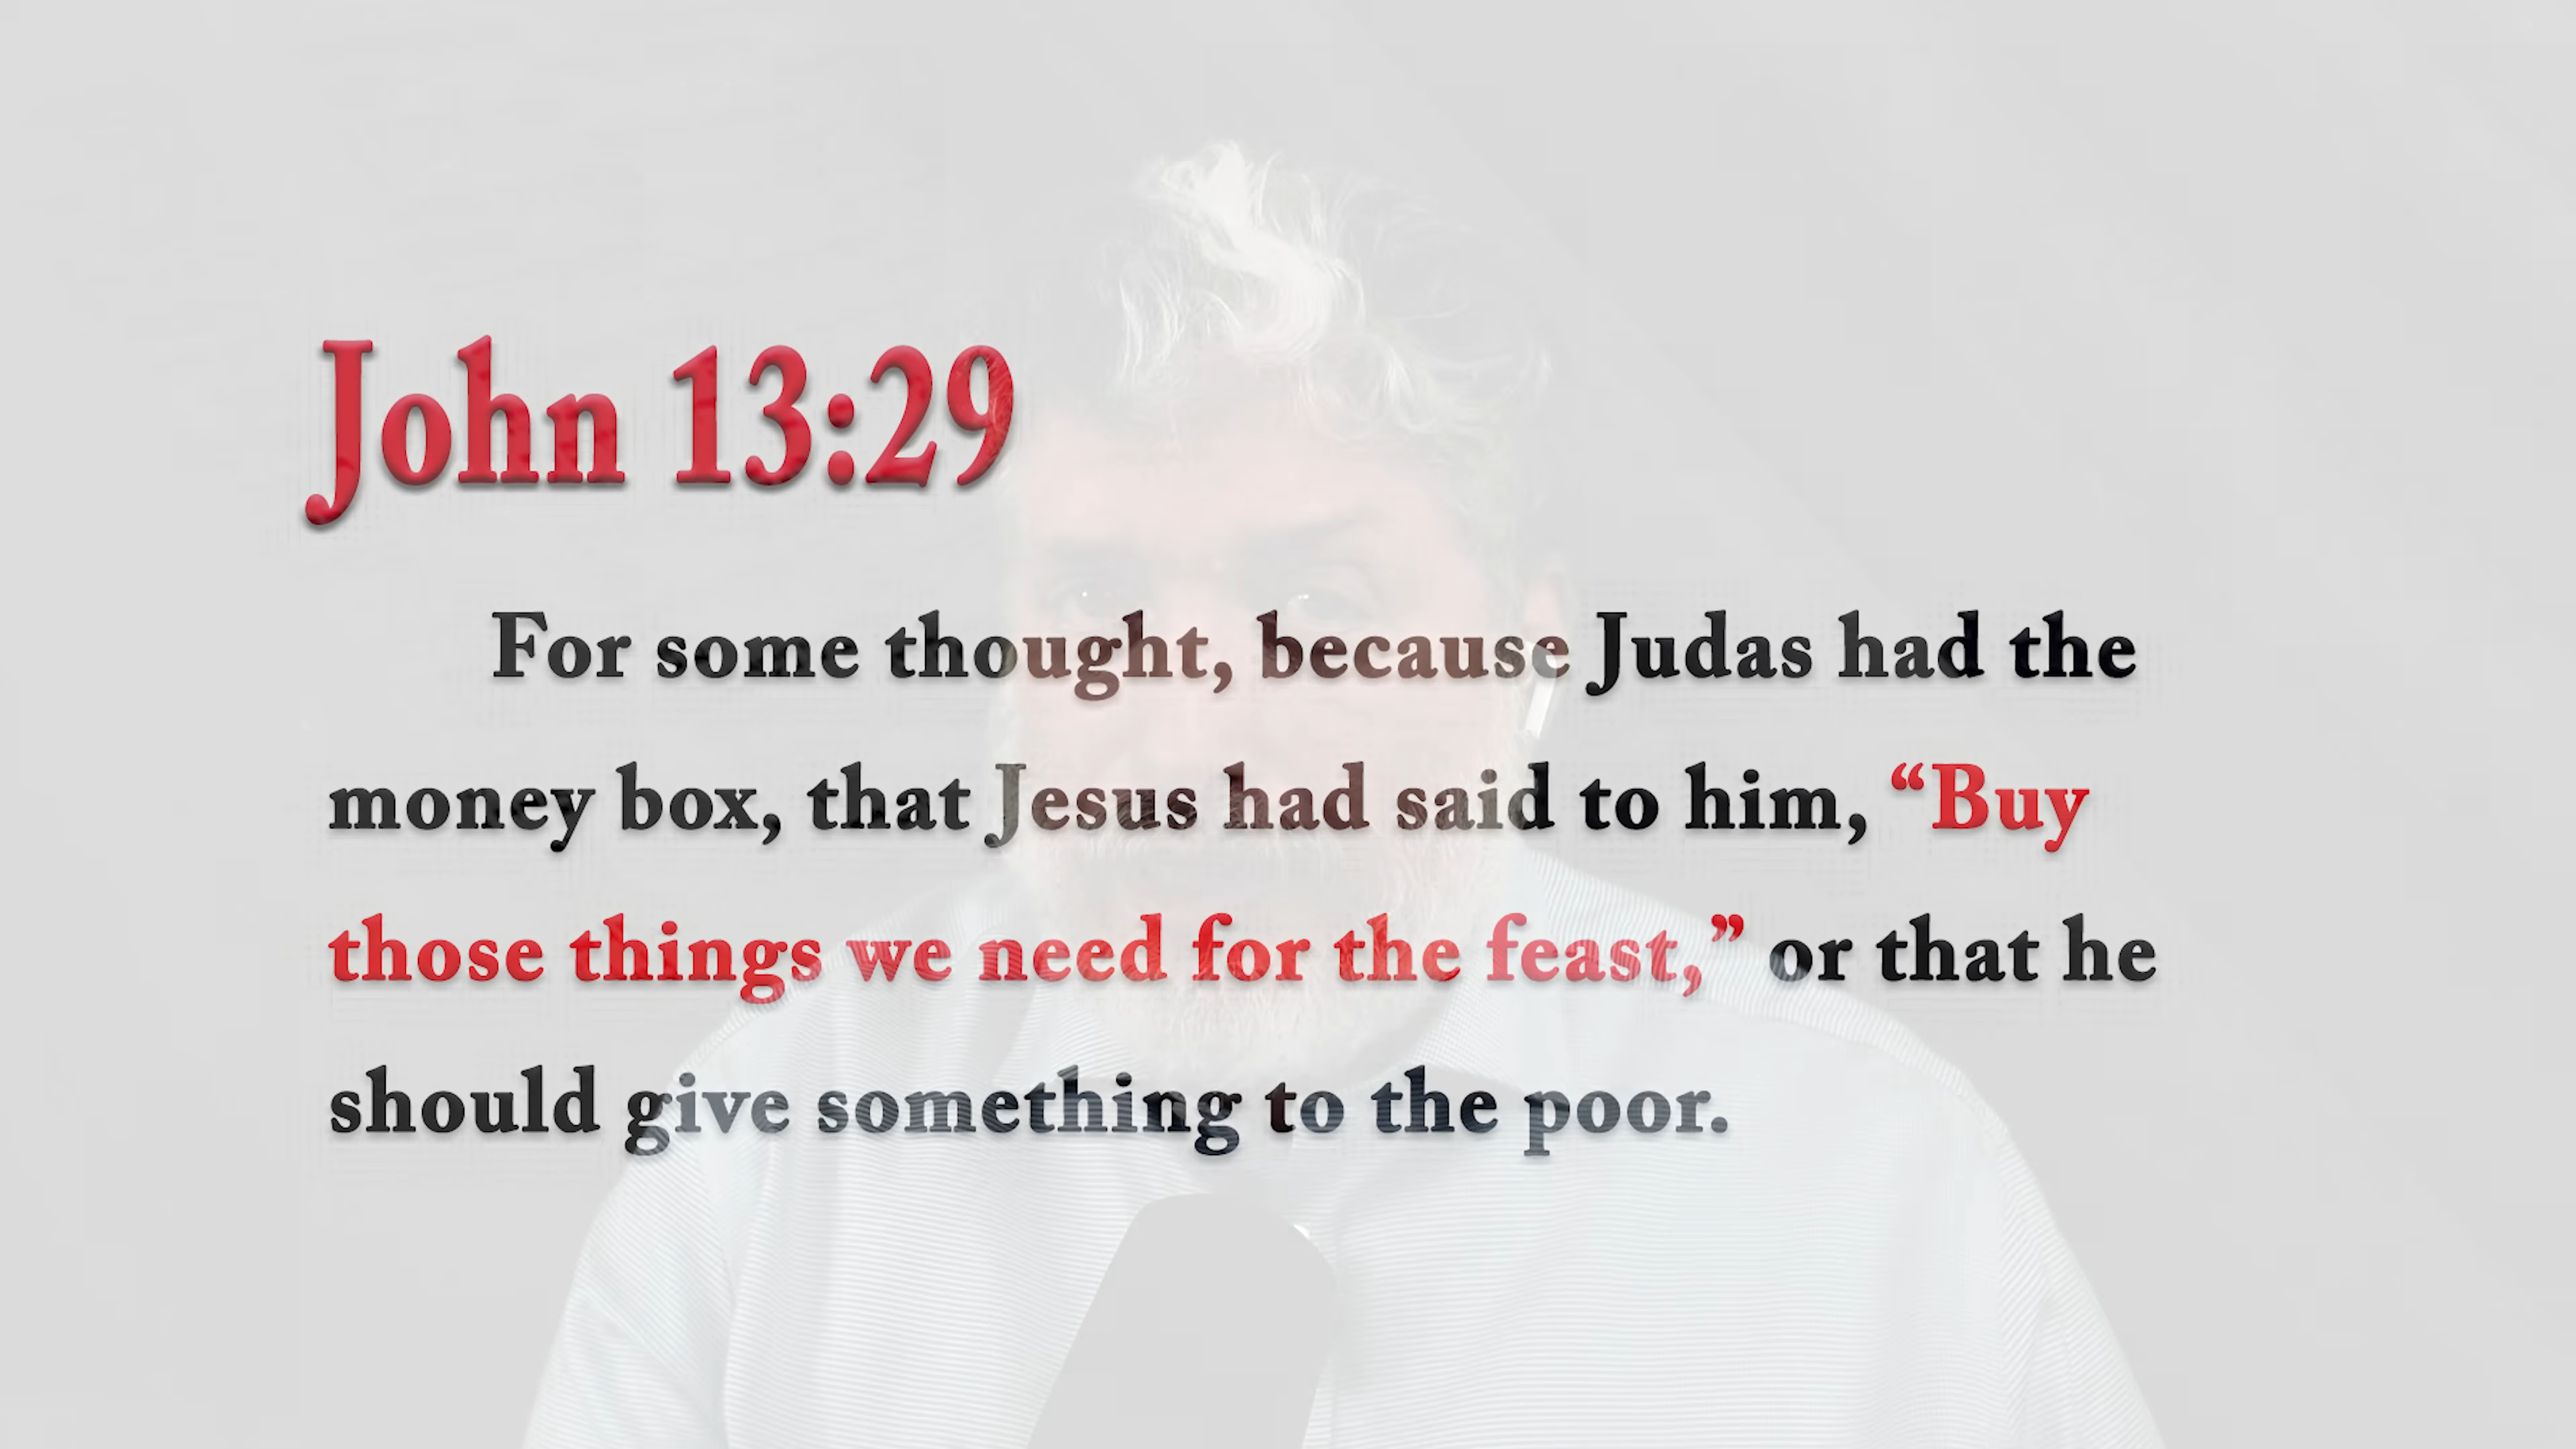 John 13:29
For some thought, because Judas had the
money box, that Jesus had said to him, “Buy
those things we need for the feast,” or that he
should give something to the poor.